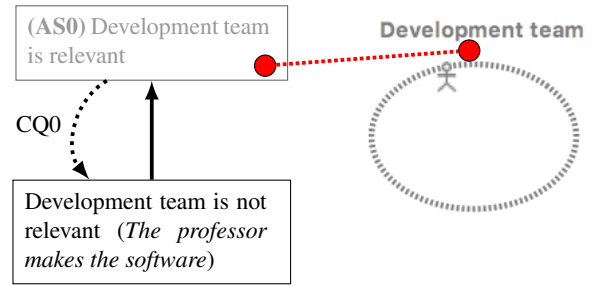 (AS0) Development team
is relevant
Development team
CQ0
Development team is not
relevant (The professor
makes the software)